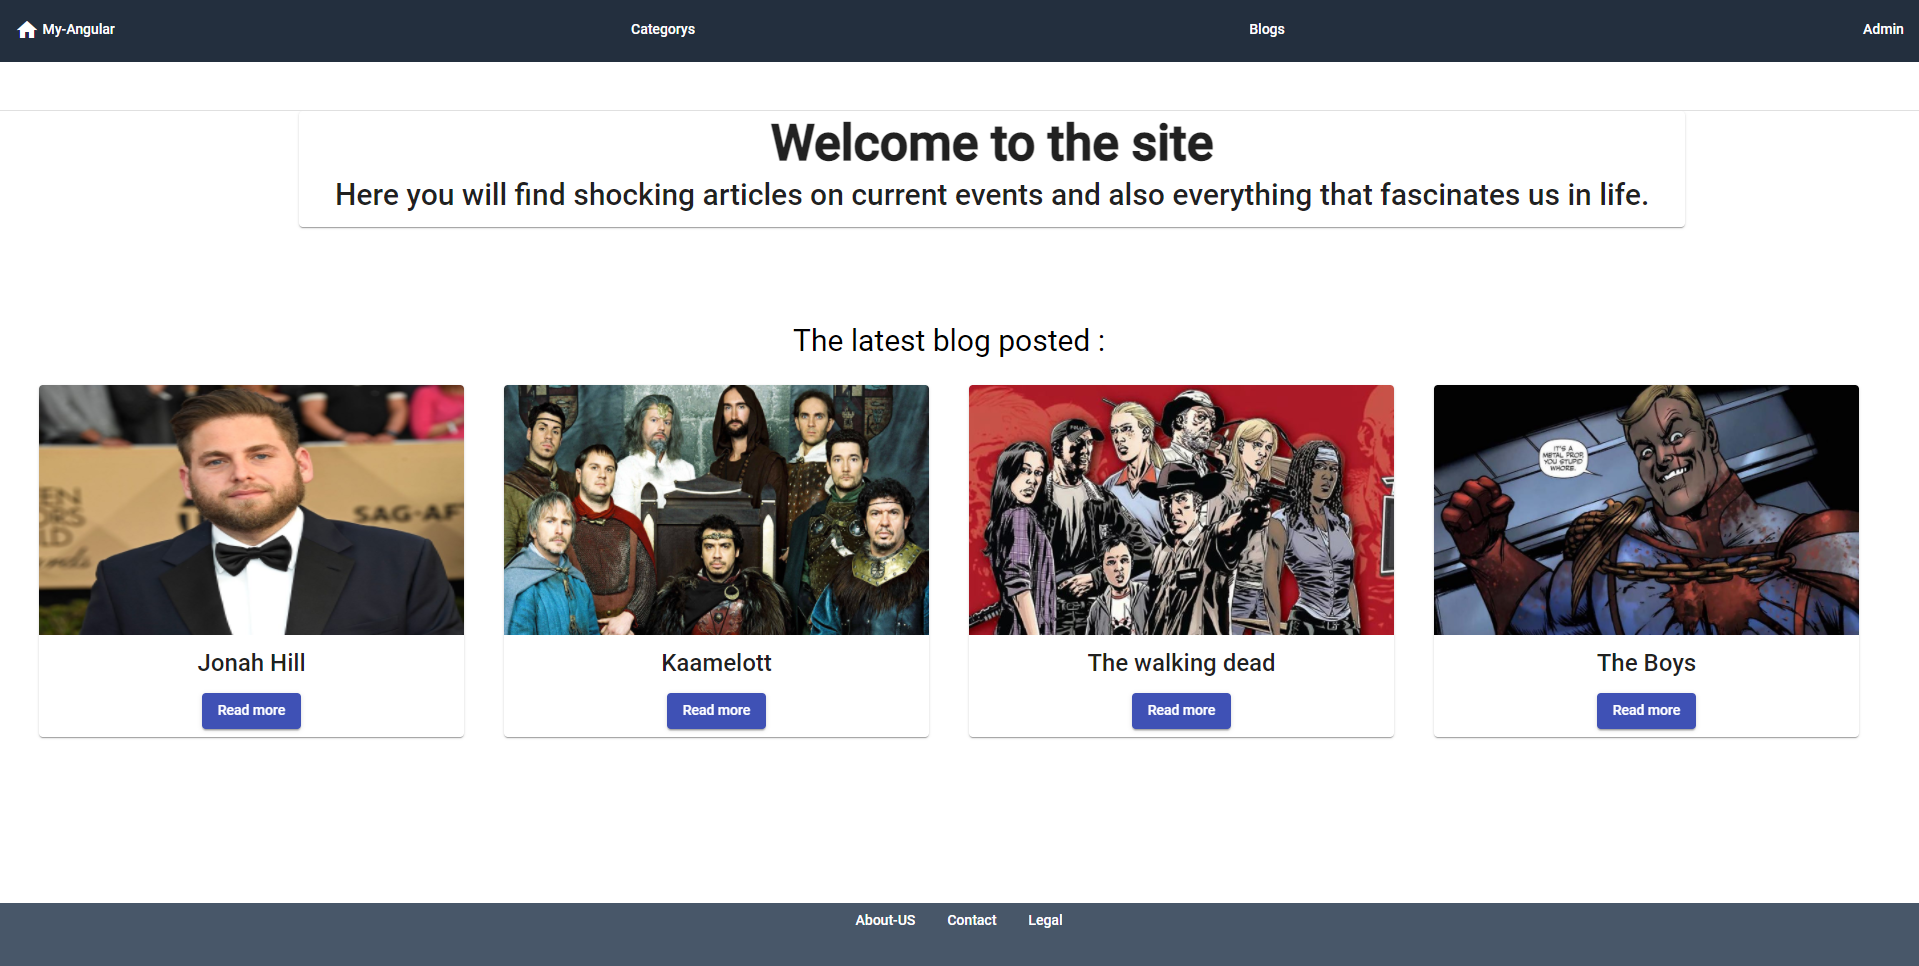 My-Angular Categorys Blogs Admin
Welcome to the site
Here you will find shocking articles on current events and also everything that fascinates us in life.
The latest blog posted :
SAG-AF
IT'S A
METAL PROP,
YOU STUPID
WHORE.
Jonah Hill Kaamelott The walking dead The Boys
Read more Read more Read more Read more
About-US Contact Legal